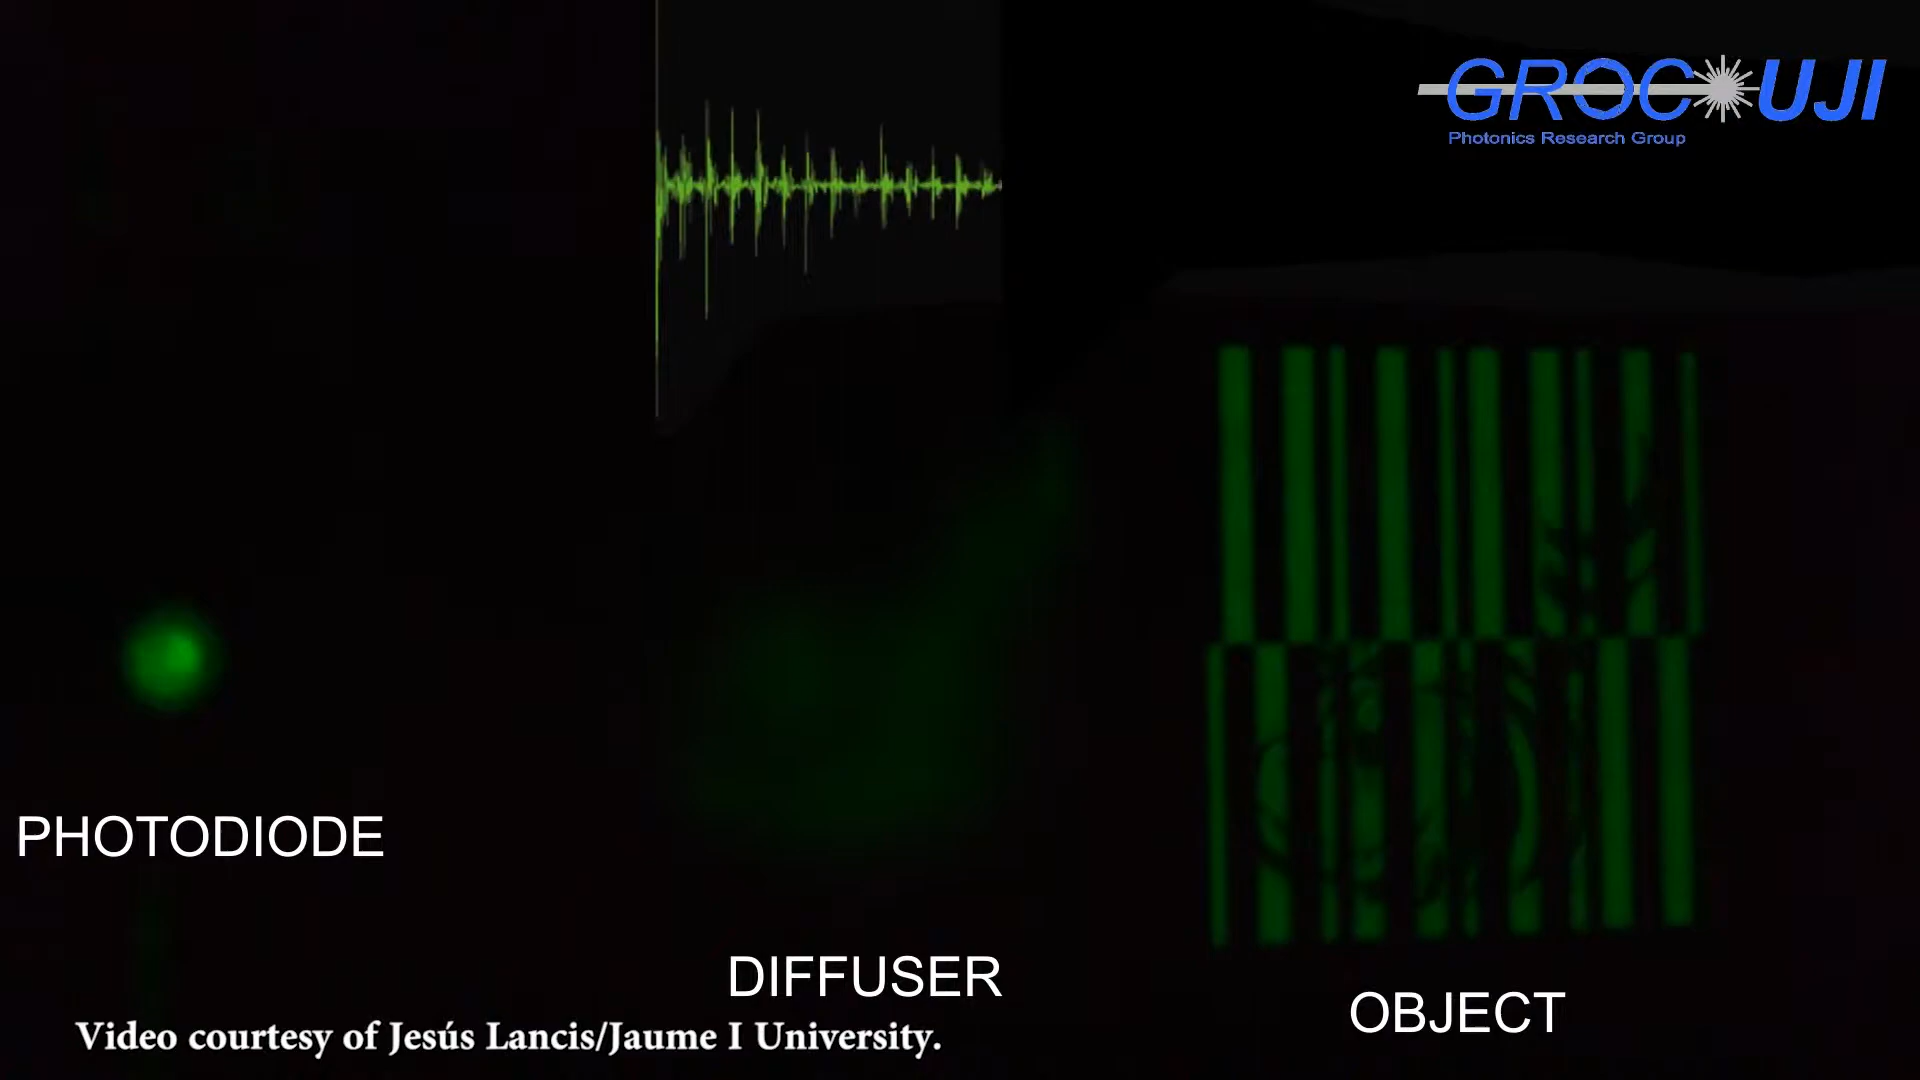 GROC UJI
Photonics Research Group
PHOTODIODE
DIFFUSER
OBJECT
Video courtesy of Jesús Lancis/Jaume I University.